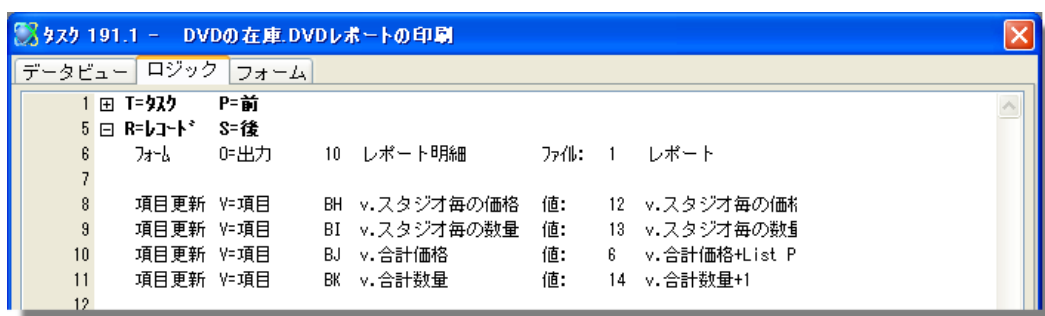 タスク 191.1 - DVDの在庫.DVDレポートの印刷
データビュー ロジック フォーム
1 T=タスク P=前
5 R=レコード S=後
6 フォーム O=出力 10 レポート明細 ファイル: 1 レポート
7
8 項目更新 V=項目 BH v.スタジオ毎の価格 値: 12 v.スタジオ毎の価
9 項目更新 V=項目 BI v.スタジオ毎の数量 値: 13 v.スタジオ毎の数
10 項目更新 V=項目 BJ v.合計価格 値: 6 v.合計価格+List P
11 項目更新 V=項目 BK v.合計数量 値: 14 v.合計数量+1
12